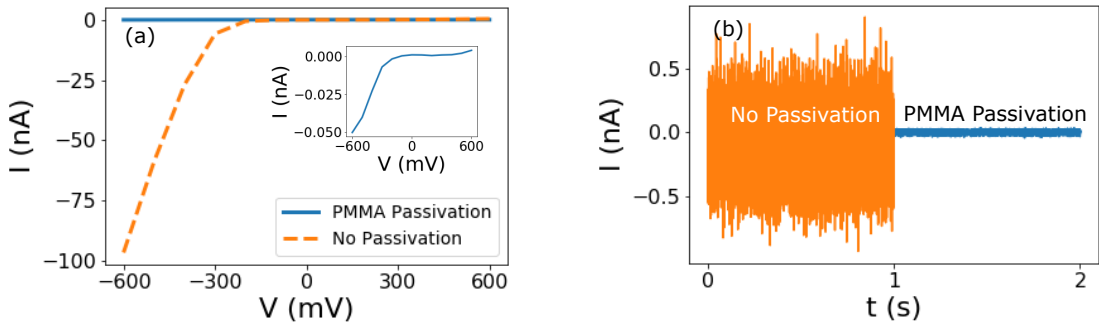 (a)
I (nA)
0
−25
−50
−75
−100
−600
−300
0
300
600
V (mV)
I (nA)
0.000
−0.025
−0.050
−600
0
600
V (mV)
PMMA Passivation
No Passivation
(b)
I (nA)
0.5
0.0
−0.5
No Passivation
PMMA Passivation
0
1
2
t (s)